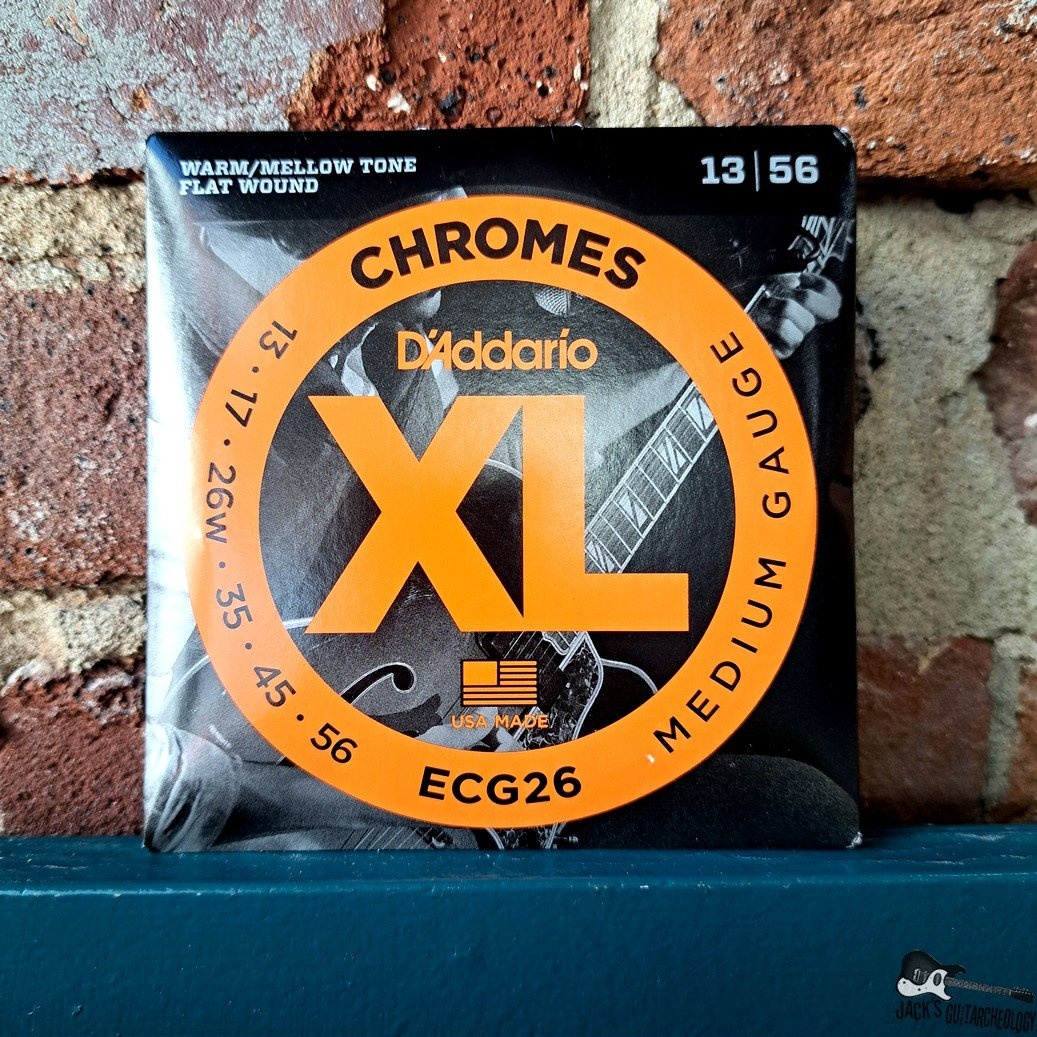 WARM/MELLOW TONE
FLAT WOUND
13|56
CHROMES
D'Addario
XL
USA MADE
13 · 17 · 26w · 35 · 45 · 56
ECG26
MEDIUM GAUGE
JACK'S GUITARCHEOLOGY